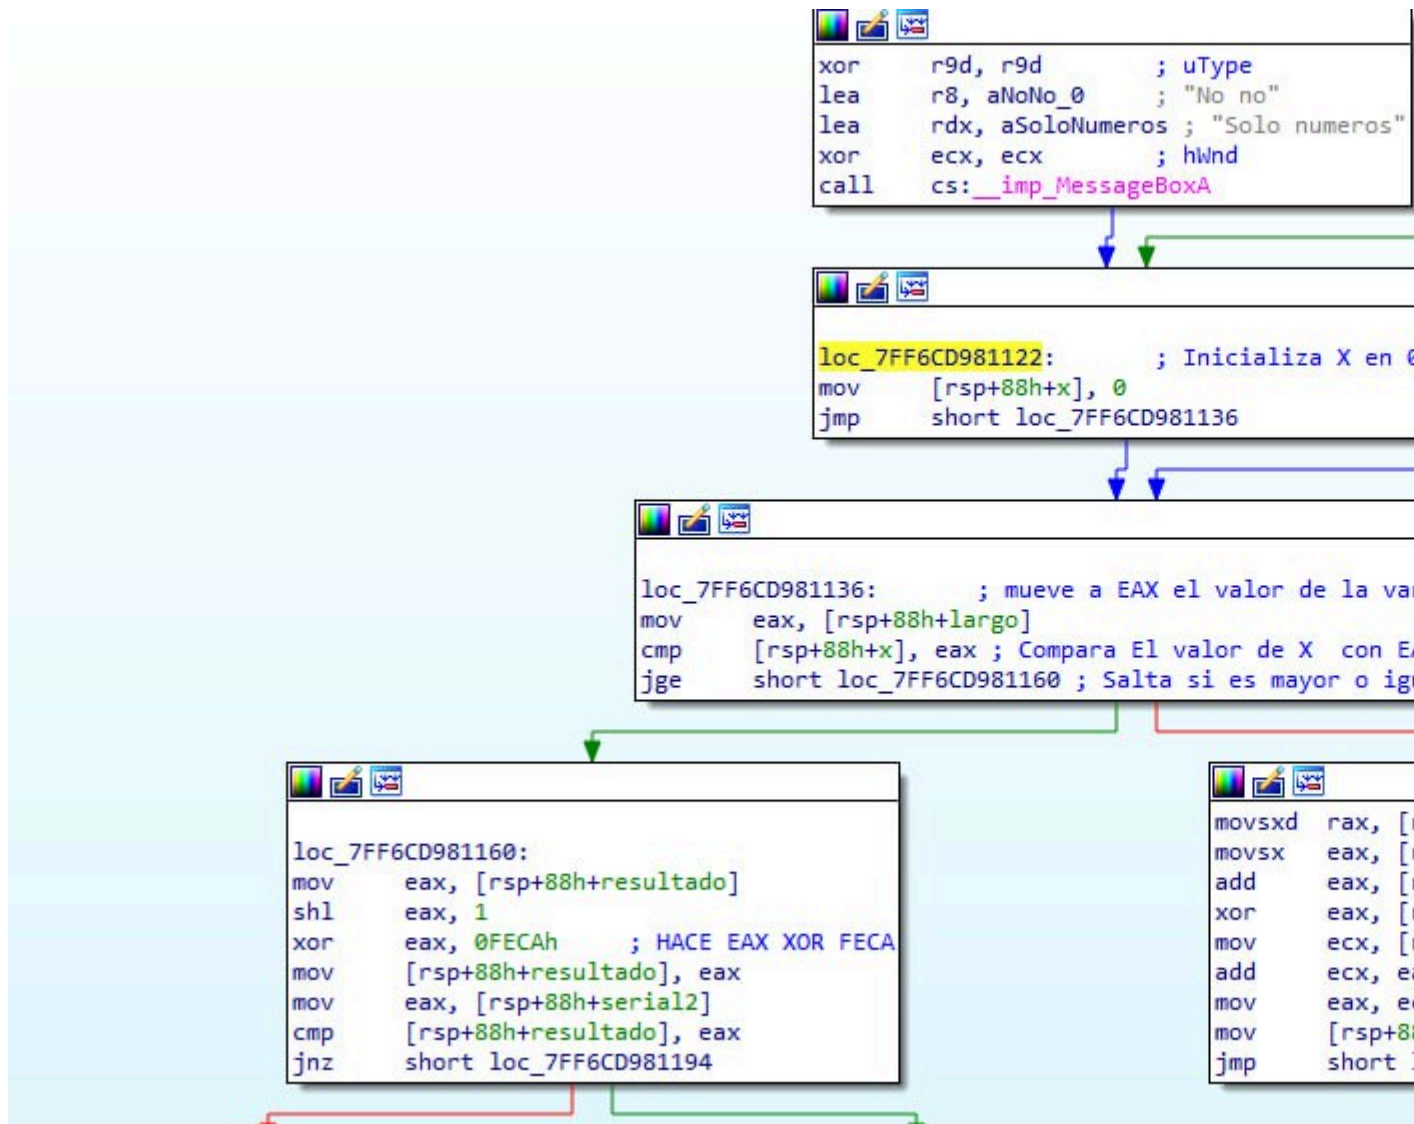 xor r9d, r9d ; uType
lea r8, aNoNo_0 ; "No no"
lea rdx, aSoloNumeros ; "Solo numeros"
xor ecx, ecx ; hWnd
call cs:__imp_MessageBoxA
loc_7FF6CD981122: ; Inicializa X en 0
mov [rsp+88h+x], 0
jmp short loc_7FF6CD981136
loc_7FF6CD981136: ; mueve a EAX el valor de la
mov eax, [rsp+88h+largo]
cmp [rsp+88h+x], eax ; Compara El valor de X con
jge short loc_7FF6CD981160 ; Salta si es mayor o
loc_7FF6CD981160:
mov eax, [rsp+88h+resultado]
shl eax, 1
xor eax, 0FECAh ; HACE EAX XOR FECA
mov [rsp+88h+resultado], eax
mov eax, [rsp+88h+serial2]
cmp [rsp+88h+resultado], eax
jnz short loc_7FF6CD981194
movsxd rax, [
movsx eax, [
add eax, [
xor eax, [
mov ecx, [
add ecx,
mov eax,
mov [rsp+8
jmp short